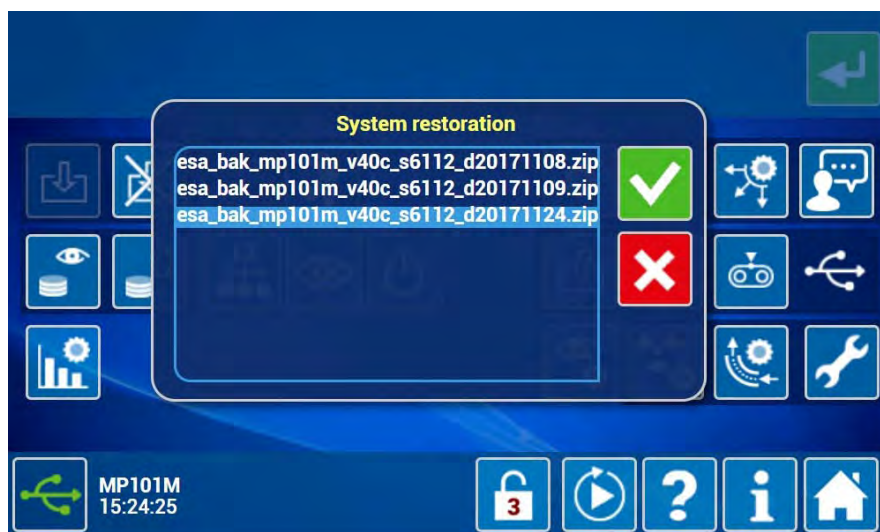 System restoration
esa_bak_mp101m_v40c_s6112_d20171108.zip
esa_bak_mp101m_v40c_s6112_d20171109.zip
esa_bak_mp101m_v40c_s6112_d20171124.zip
MP101M
15:24:25
3
?
i